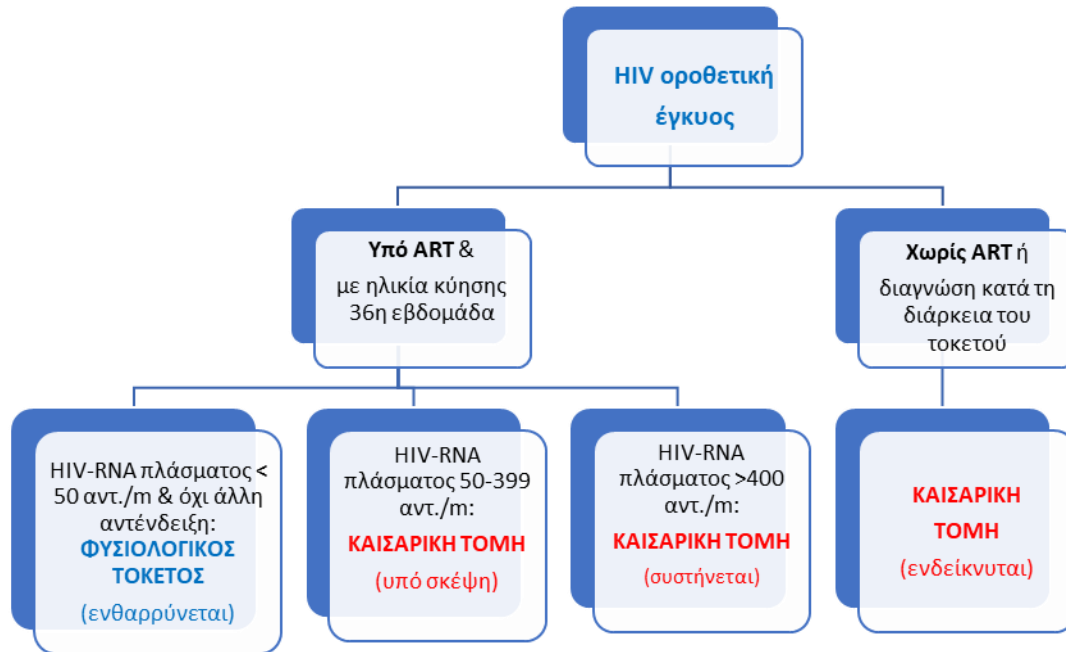 HIV οροθετική
έγκυος
Υπό ART &
με ηλικία κύησης
36η εβδομάδα
Χωρίς ART ή
διαγνώση κατά τη
διάρκεια του
τοκετού
HIV-RNA πλάσματος <
50 αντ./m & όχι άλλη
αντένδειξη:
ΦΥΣΙΟΛΟΓΙΚΟΣ
ΤΟΚΕΤΟΣ
(ενθαρρύνεται)
HIV-RNA
πλάσματος 50-399
αντ./m:
ΚΑΙΣΑΡΙΚΗ ΤΟΜΗ
(υπό σκέψη)
HIV-RNA
πλάσματος >400
αντ./m:
ΚΑΙΣΑΡΙΚΗ ΤΟΜΗ
(συστήνεται)
ΚΑΙΣΑΡΙΚΗ
ΤΟΜΗ
(ενδείκνυται)